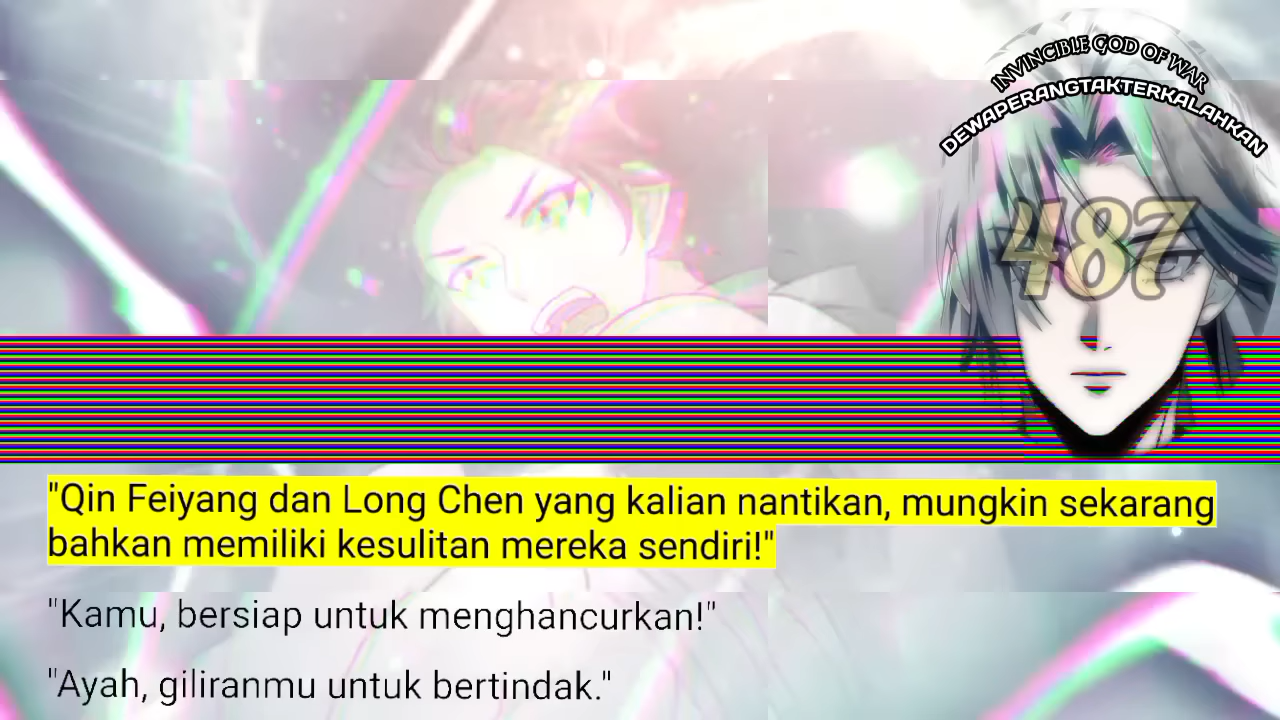 INVINCIBLE GOD OF WAR
DEWAPERANGTAKTERKALAHKAN
487
"Qin Feiyang dan Long Chen yang kalian nantikan, mungkin sekarang
bahkan memiliki kesulitan mereka sendiri!"
"Kamu, bersiap untuk menghancurkan!"
"Ayah, giliranmu untuk bertindak."